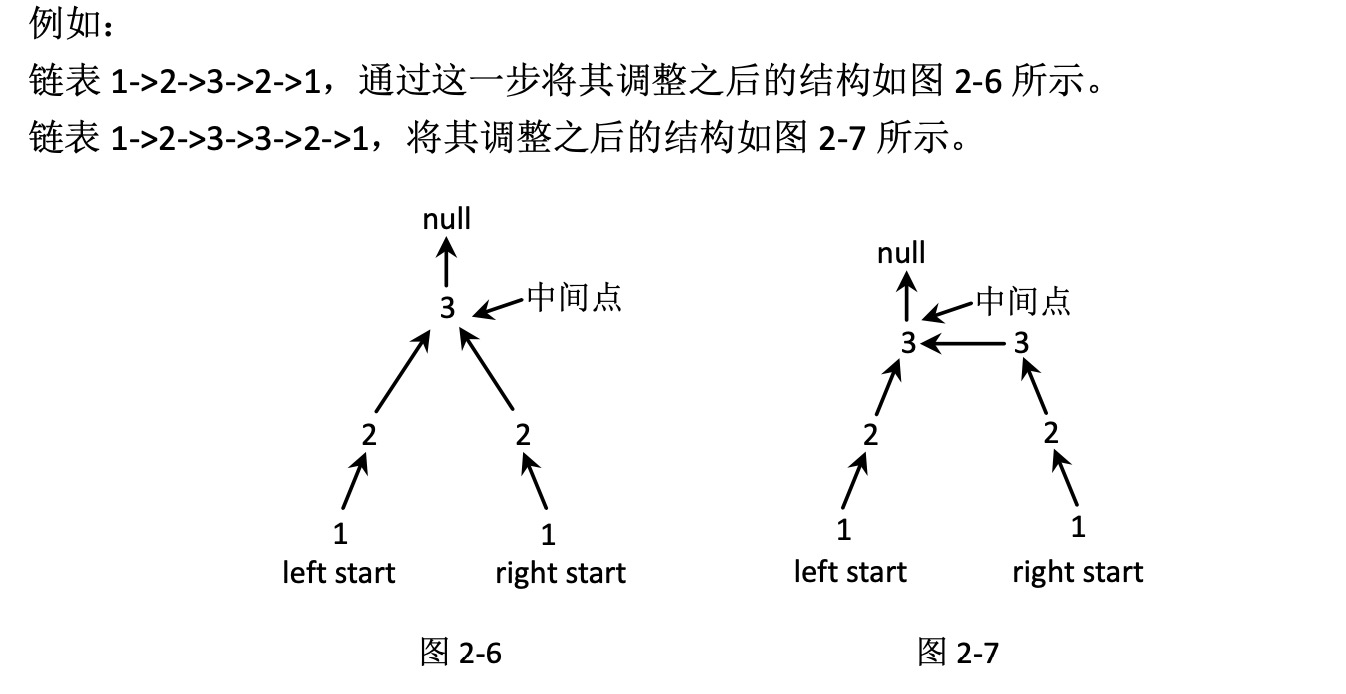 例如：
链表 1->2->3->2->1，通过这一步将其调整之后的结构如图 2-6 所示。
链表 1->2->3->3->2->1，将其调整之后的结构如图 2-7 所示。
null
3
中间点
2
2
1
1
left start
right start
图 2-6
null
中间点
3
3
2
2
1
1
left start
right start
图 2-7